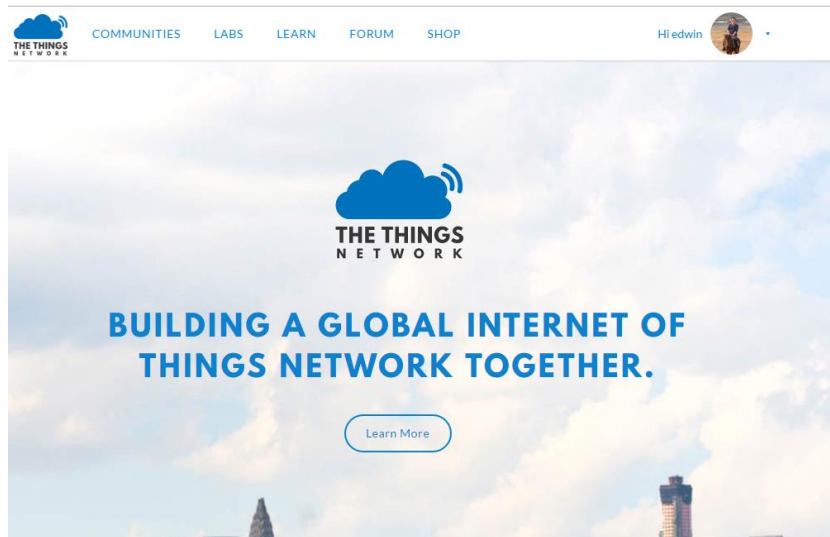 THE THINGS
NETWORK
COMMUNITIES LABS LEARN FORUM SHOP Hi edwin
THE THINGS
NETWORK
BUILDING A GLOBAL INTERNET OF
THINGS NETWORK TOGETHER.
Learn More